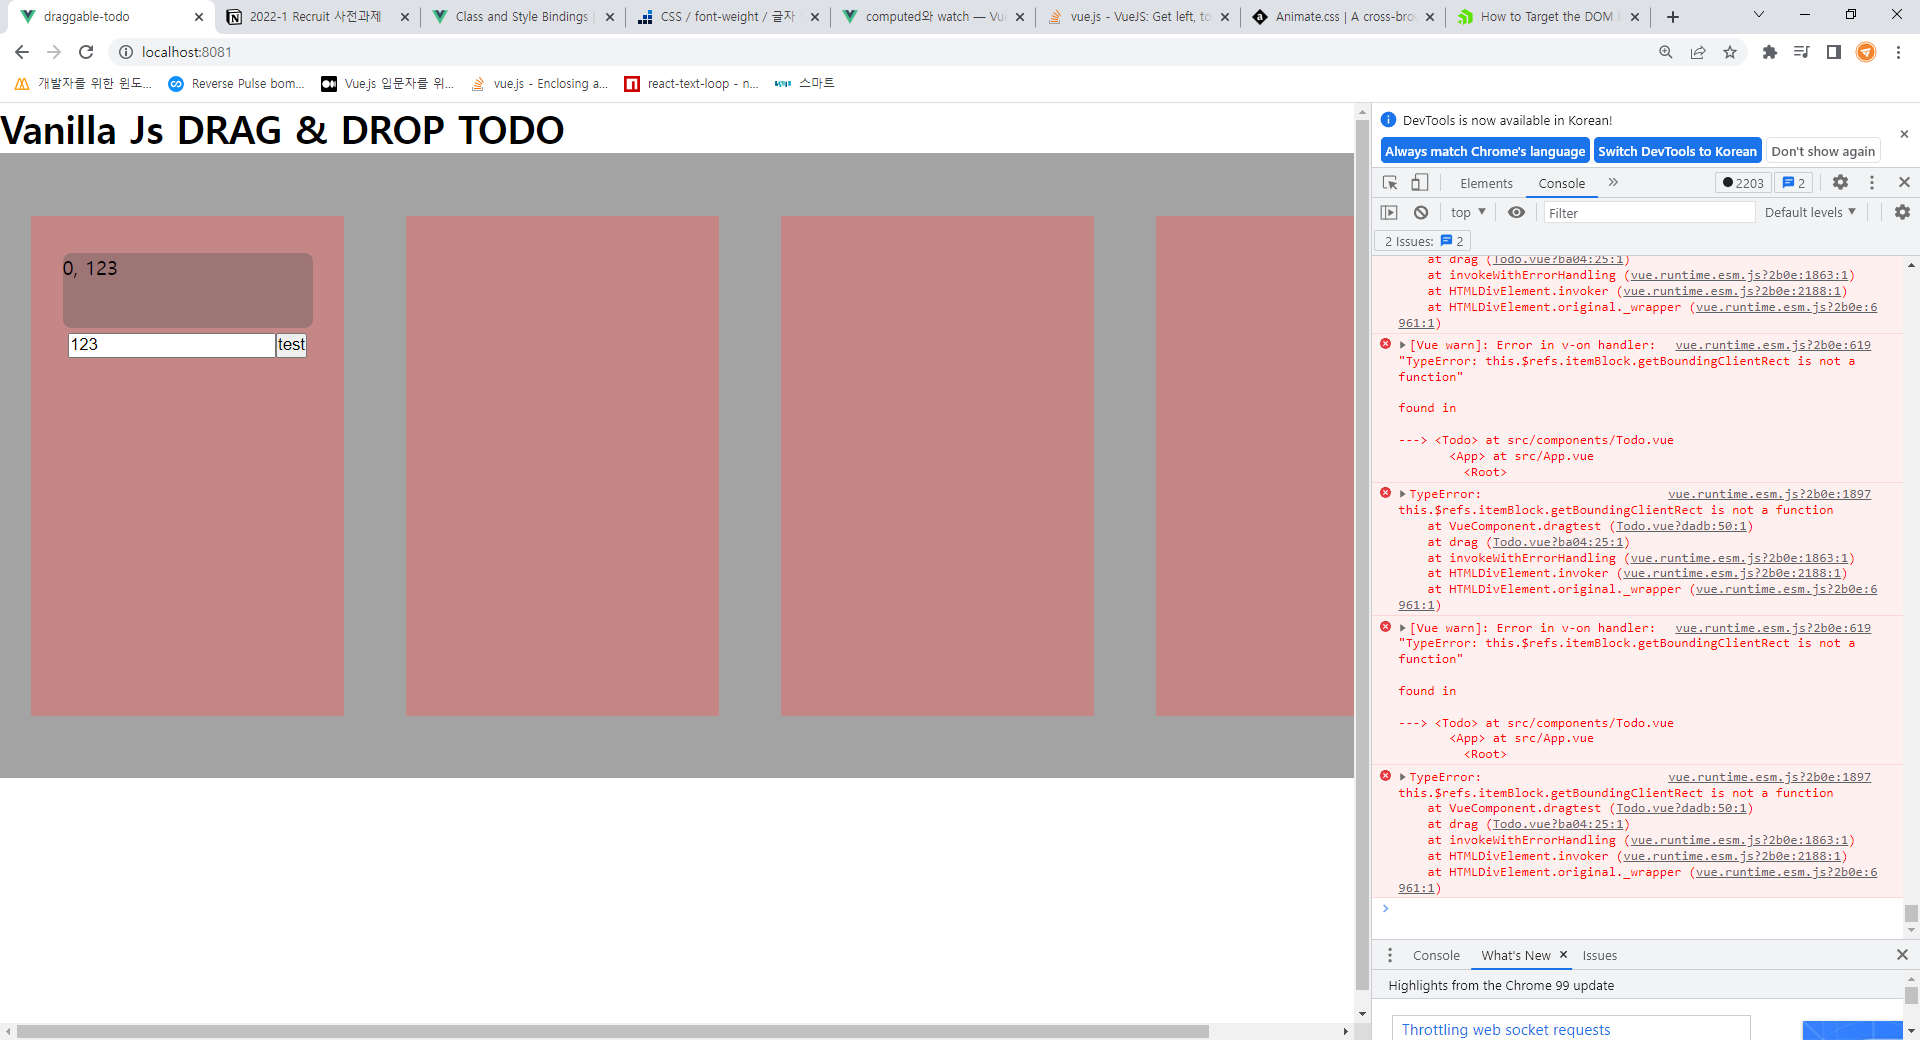 draggable-todo
2022-1 Recruit 사전과제
Class and Style Bindings |
CSS / font-weight / 글자
computed와 watch — Vu
vue.js - VueJS: Get left, to
Animate.css | A cross-bro
How to Target the DOM
localhost:8081
개발자를 위한 윈도...
Reverse Pulse bom...
Vue.js 입문자를 위...
vue.js - Enclosing a...
react-text-loop - n...
스마트
Vanilla Js DRAG & DROP TODO
0, 123
123
test
DevTools is now available in Korean!
Always match Chrome's language
Switch DevTools to Korean
Don't show again
Elements
Console
2203
2
top
Filter
Default levels
2 Issues:
2
at drag (Todo.vue?ba04:25:1)
at invokeWithErrorHandling (vue.runtime.esm.js?2b0e:1863:1)
at HTMLDivElement.invoker (vue.runtime.esm.js?2b0e:2188:1)
at HTMLDivElement.original._wrapper (vue.runtime.esm.js?2b0e:6
961:1)
[Vue warn]: Error in v-on handler: vue.runtime.esm.js?2b0e:619
"TypeError: this.$refs.itemBlock.getBoundingClientRect is not a
function"
found in
---> <Todo> at src/components/Todo.vue
<App> at src/App.vue
<Root>
TypeError: vue.runtime.esm.js?2b0e:1897
this.$refs.itemBlock.getBoundingClientRect is not a function
at VueComponent.dragtest (Todo.vue?dadb:50:1)
at drag (Todo.vue?ba04:25:1)
at invokeWithErrorHandling (vue.runtime.esm.js?2b0e:1863:1)
at HTMLDivElement.invoker (vue.runtime.esm.js?2b0e:2188:1)
at HTMLDivElement.original._wrapper (vue.runtime.esm.js?2b0e:6
961:1)
[Vue warn]: Error in v-on handler: vue.runtime.esm.js?2b0e:619
"TypeError: this.$refs.itemBlock.getBoundingClientRect is not a
function"
found in
---> <Todo> at src/components/Todo.vue
<App> at src/App.vue
<Root>
TypeError: vue.runtime.esm.js?2b0e:1897
this.$refs.itemBlock.getBoundingClientRect is not a function
at VueComponent.dragtest (Todo.vue?dadb:50:1)
at drag (Todo.vue?ba04:25:1)
at invokeWithErrorHandling (vue.runtime.esm.js?2b0e:1863:1)
at HTMLDivElement.invoker (vue.runtime.esm.js?2b0e:2188:1)
at HTMLDivElement.original._wrapper (vue.runtime.esm.js?2b0e:6
961:1)
Console
What's New
Issues
Highlights from the Chrome 99 update
Throttling web socket requests